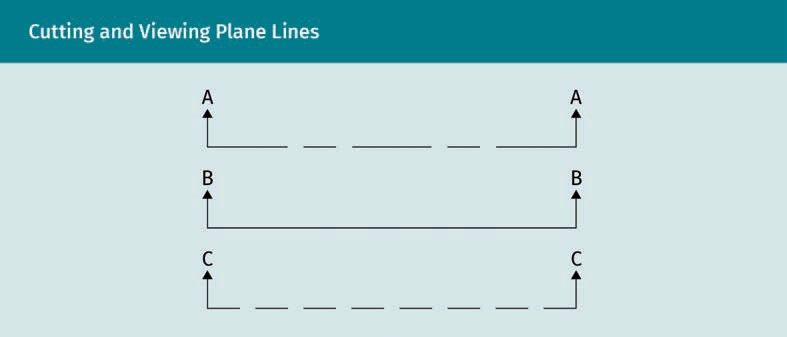 Cutting and Viewing Plane Lines
A A
B B
C C